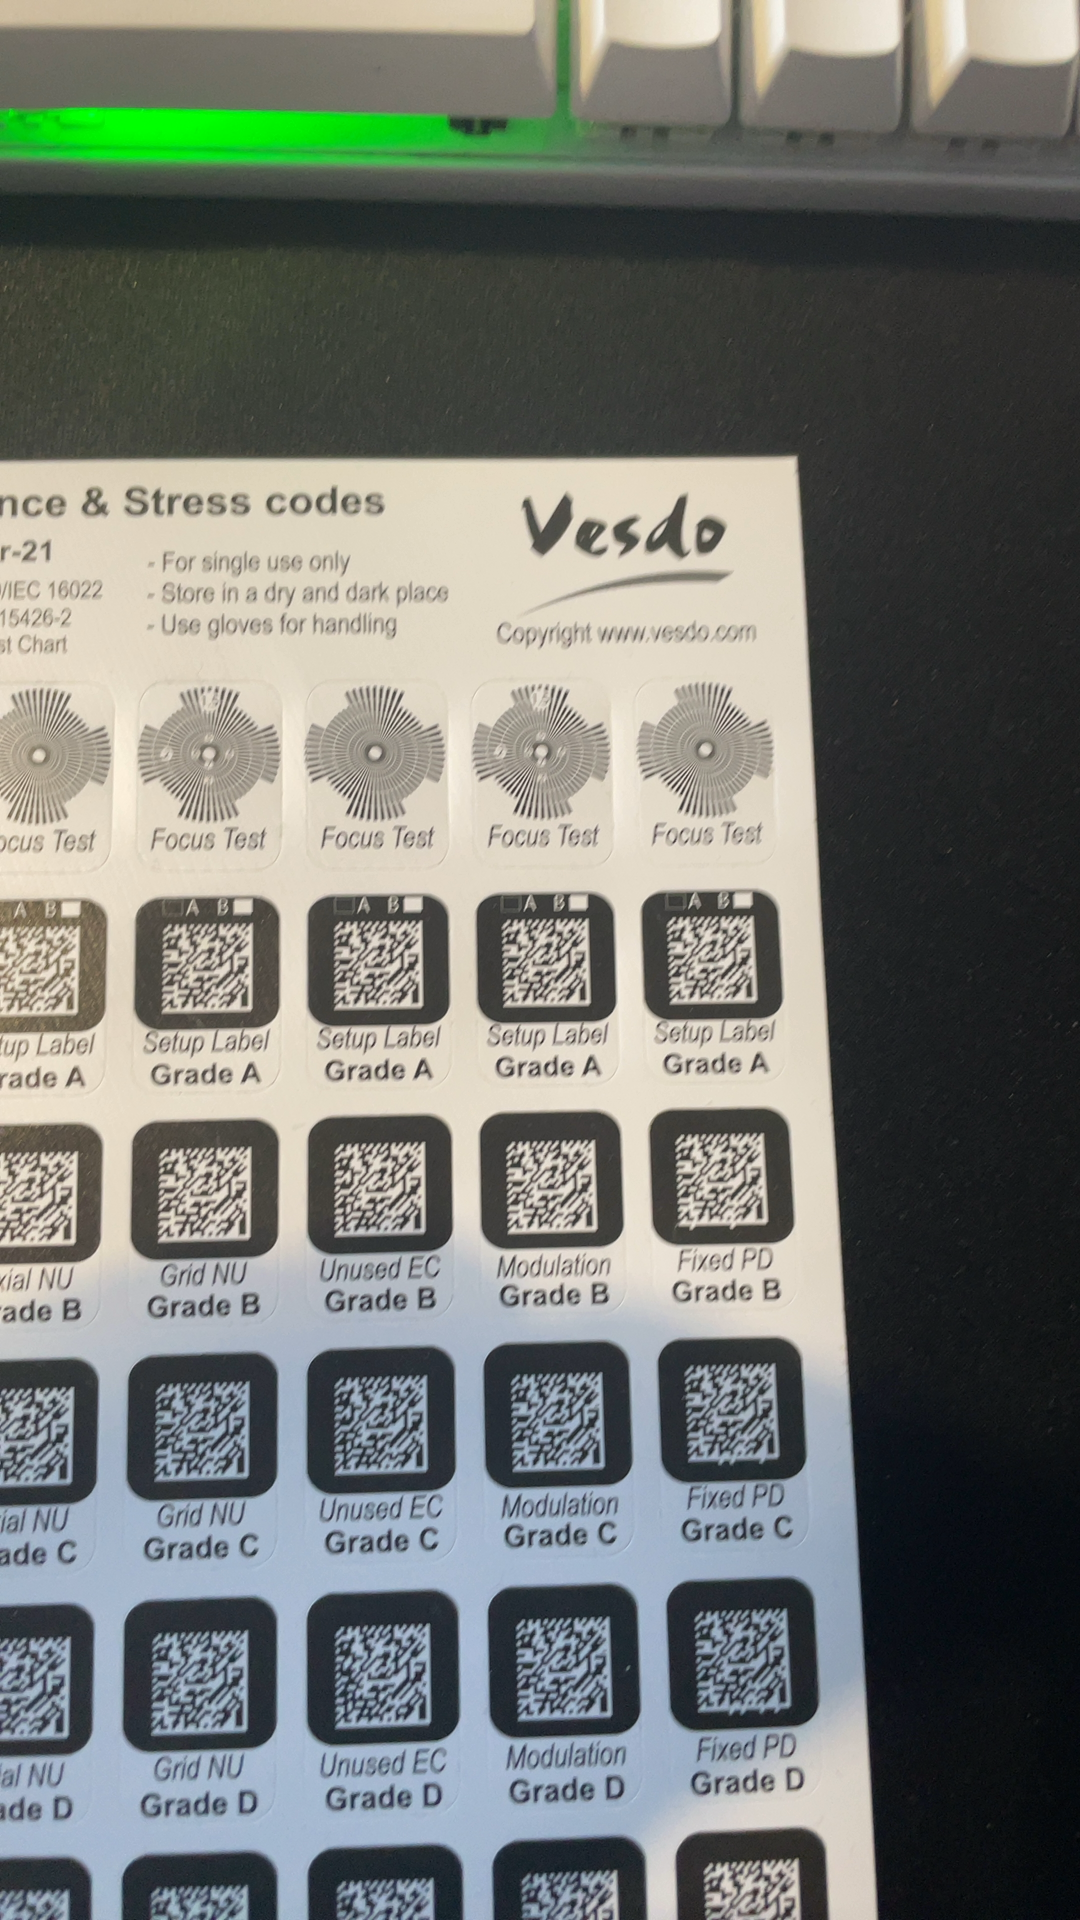 & Stress codes
Vesdo
r-21
- For single use only
/IEC 16022
- Store in a dry and dark place
15426-2
- Use gloves for handling
Copyright www.vesdo.com
st Chart
ocus Test Focus Test Focus Test Focus Test Focus Test
A B A B A B A B A B
tup Label Setup Label Setup Label Setup Label Setup Label
rade A Grade A Grade A Grade A Grade A
xial NU Grid NU Unused EC Modulation Fixed PD
ade B Grade B Grade B Grade B Grade B
ial NU Grid NU Unused EC Modulation Fixed PD
ade C Grade C Grade C Grade C Grade C
ial NU Grid NU Unused EC Modulation Fixed PD
ade D Grade D Grade D Grade D Grade D